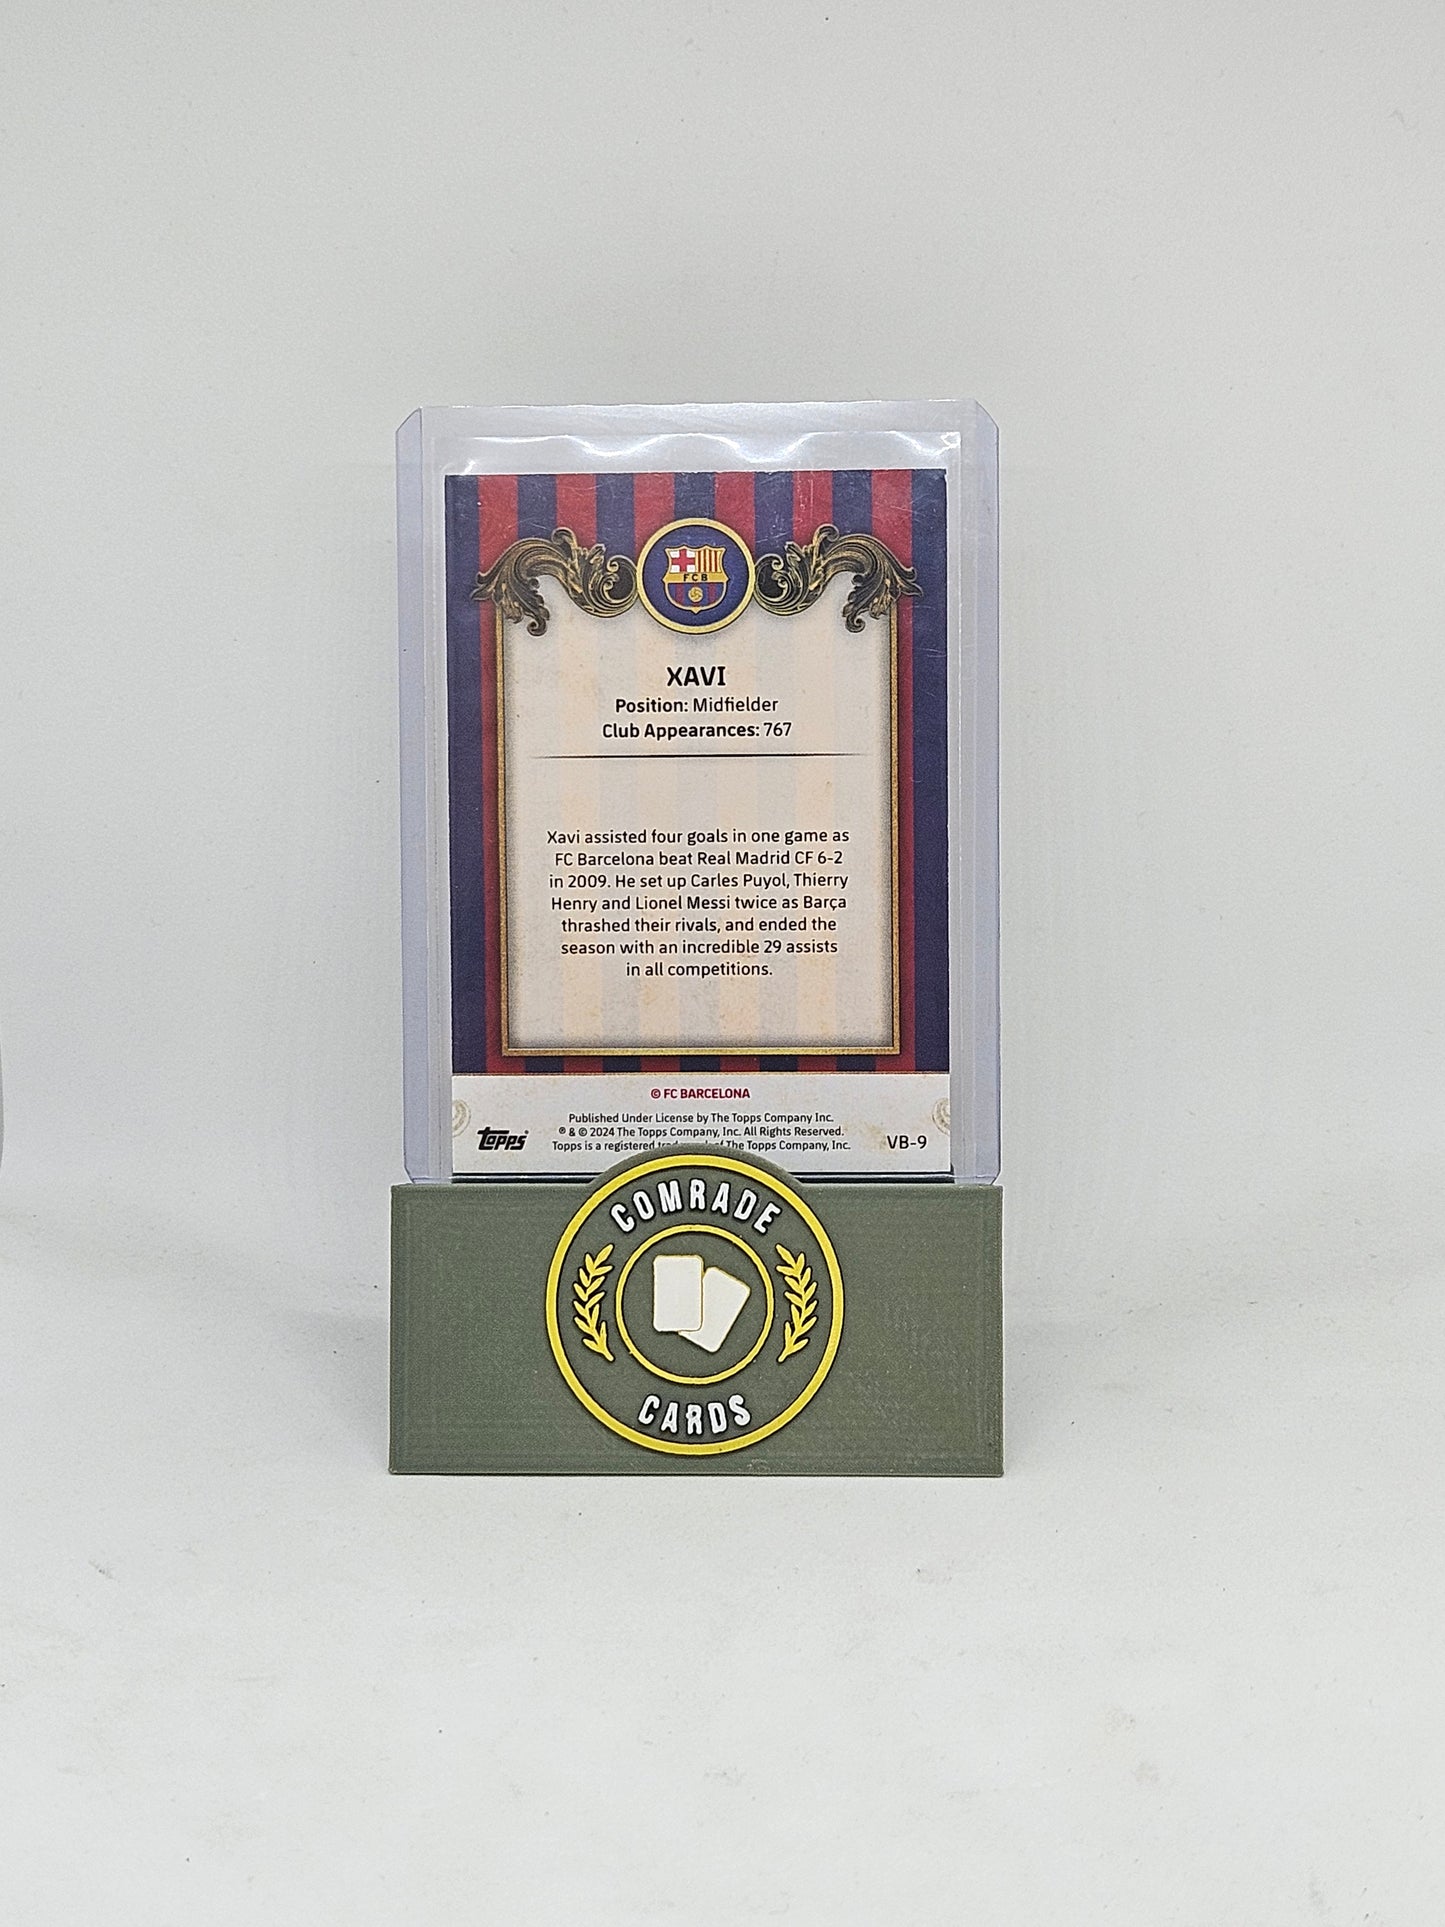 FCB
XAVI
Position: Midfielder
Club Appearances: 767
Xavi assisted four goals in one game as
FC Barcelona beat Real Madrid CF 6-2
in 2009. He set up Carles Puyol, Thierry
Henry and Lionel Messi twice as Barça
thrashed their rivals, and ended the
season with an incredible 29 assists
in all competitions.
© FC BARCELONA
Published Under License by The Topps Company Inc.
® & © 2024 The Topps Company, Inc. All Rights Reserved.
Topps is a registered of The Topps Company, Inc.
Topps
VB-9
COMRADE
CARDS